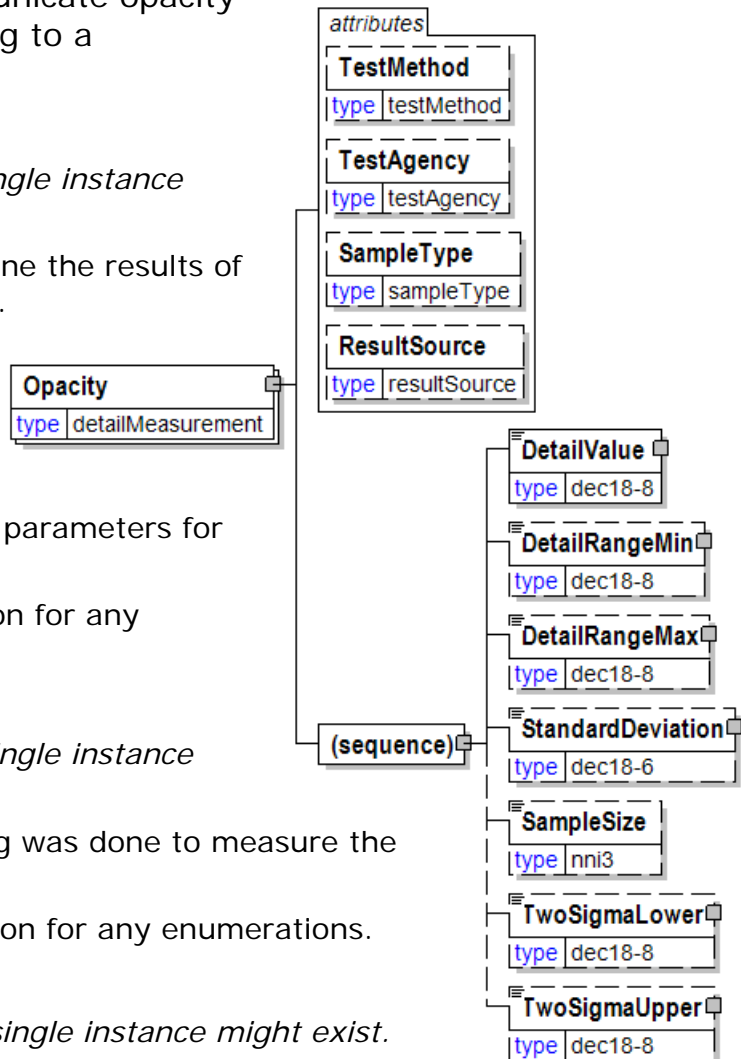 unicate opacity
g to a
ngle instance
ne the results of
.
parameters for
on for any
ingle instance
g was done to measure the
on for any enumerations.
single instance might exist.
Opacity
type detailMeasurement
attributes
TestMethod
type testMethod
TestAgency
type testAgency
SampleType
type sampleType
ResultSource
type resultSource
(sequence)
DetailValue
type dec18-8
DetailRangeMin
type dec18-8
DetailRangeMax
type dec18-8
StandardDeviation
type dec18-6
SampleSize
type nni3
TwoSigmaLower
type dec18-8
TwoSigmaUpper
type dec18-8